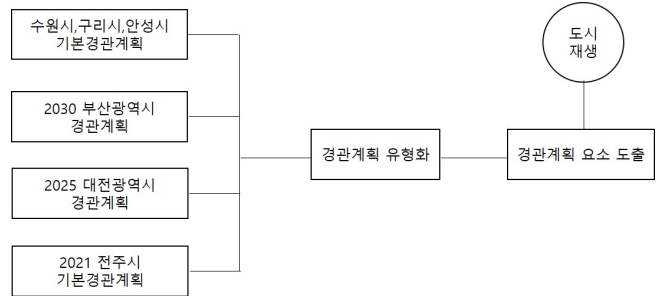 수원시,구리시,안성시
기본경관계획
2030 부산광역시
경관계획
2025 대전광역시
경관계획
2021 전주시
기본경관계획
경관계획 유형화
경관계획 요소 도출
도시
재생